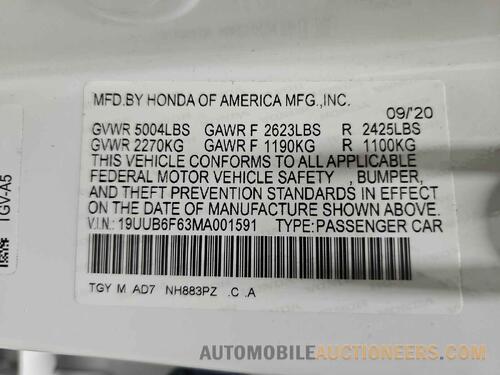 MFD.BY HONDA OF AMERICA MFG.,INC.
09/'20
GVWR 5004LBS GAWR F 2623LBS R 2425LBS
GVWR 2270KG GAWR F 1190KG R 1100KG
THIS VEHICLE CONFORMS TO ALL APPLICABLE
FEDERAL MOTOR VEHICLE SAFETY , BUMPER,
AND THEFT PREVENTION STANDARDS IN EFFECT
ON THE DATE OF MANUFACTURE SHOWN ABOVE.
V.I.N.: 19UUB6F63MA001591 TYPE:PASSENGER CAR
TGY M AD7 NH883PZ .C .A
TGV-A5
AUTOMOBILEAUCTIONEERS.COM